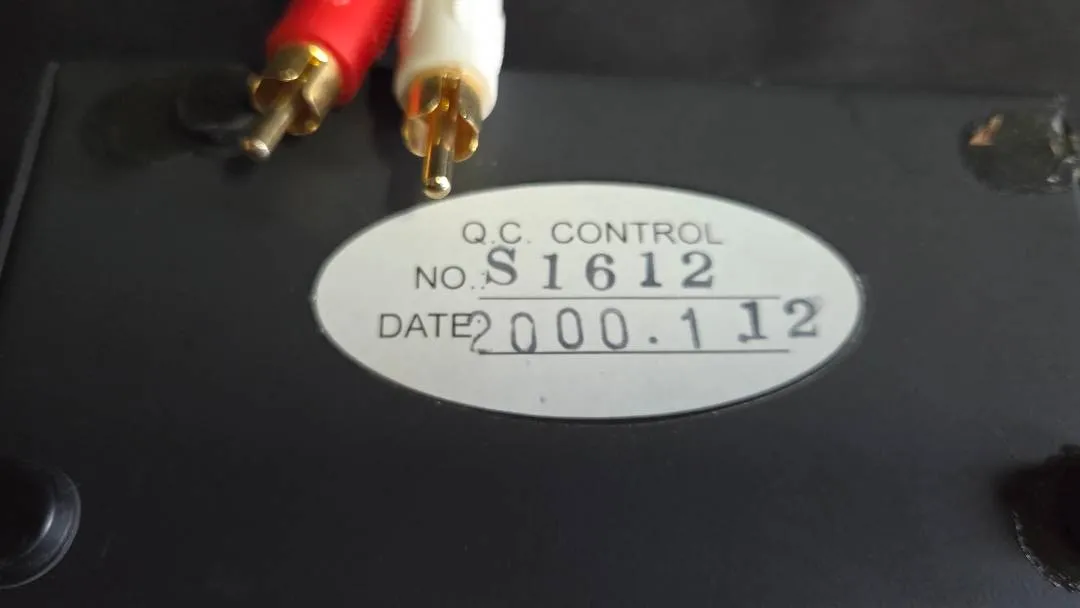 Q.C. CONTROL
NO.: S1612
DATE: 2000.1.12